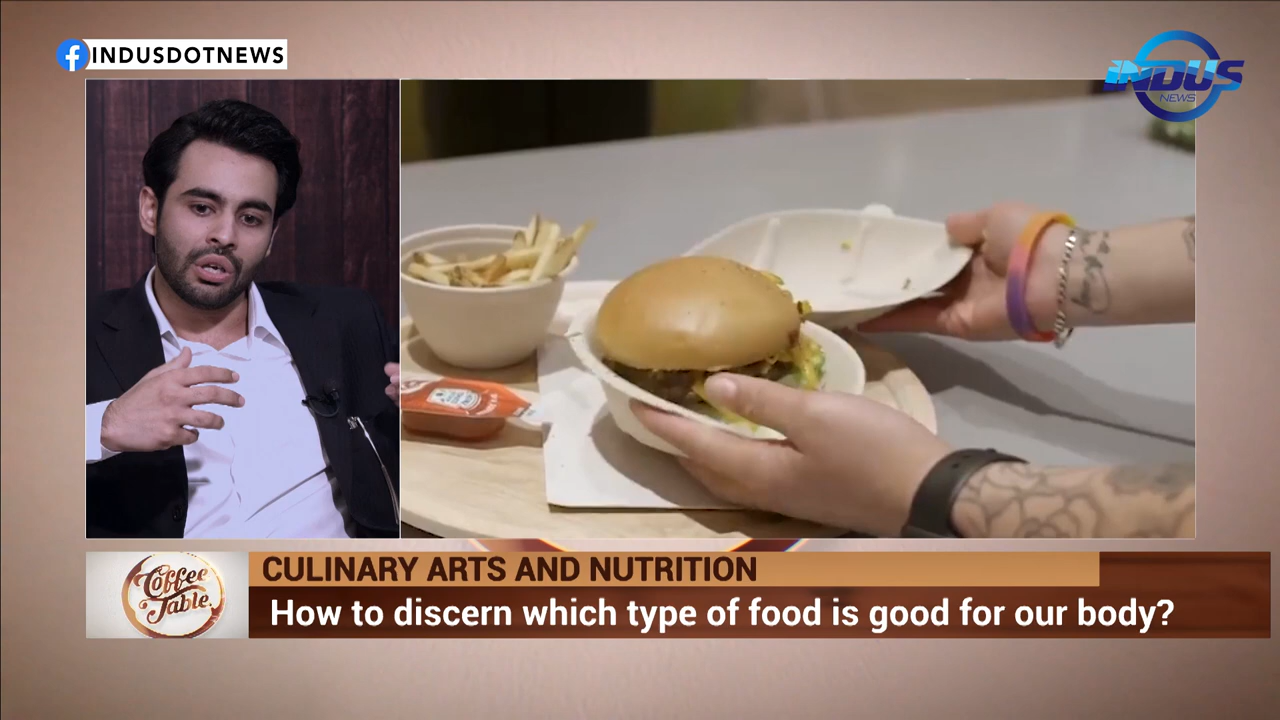 INDUSDOTNEWS
INDUS
NEWS
CULINARY ARTS AND NUTRITION
Coffee
Table
How to discern which type of food is good for our body?